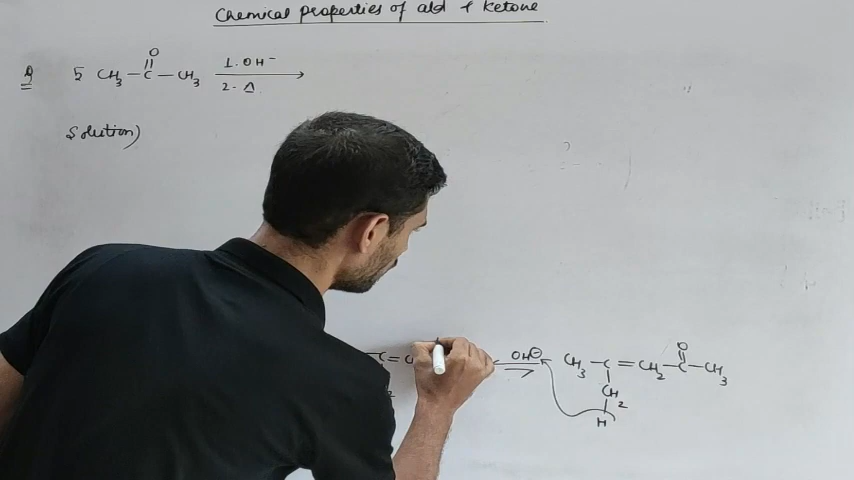 Chemical properties of ald & ketone
Q 5 CH3 - C - CH3 1. OH-
O
2. Δ
Solution)
- C = C
OH⊖ CH3 - C = CH2 - C - CH3
O
CH2
H